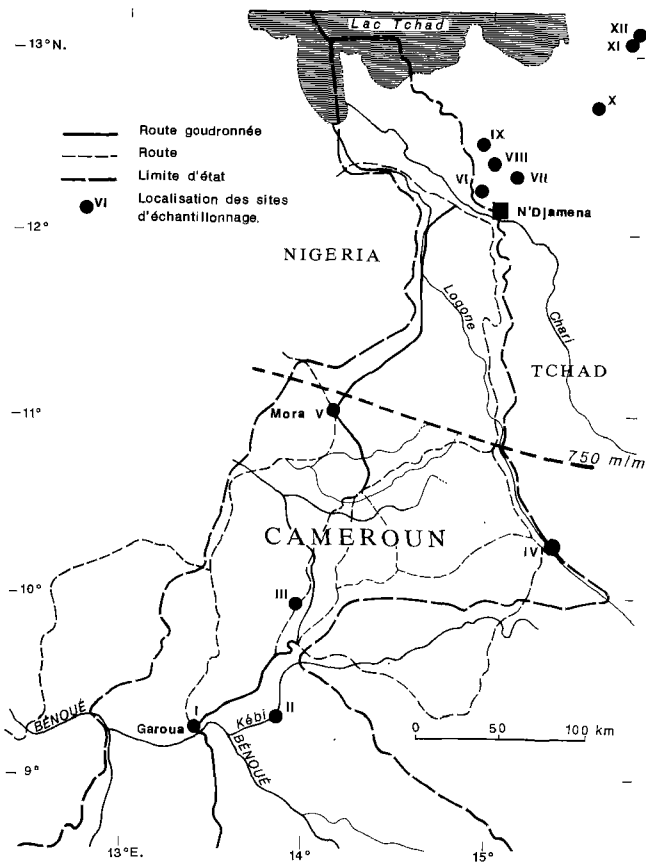 Lac Tchad
–13°N.
XII
XI
X
Route goudronnée
Route
Limite d'état
VI
Localisation des sites
d'échantillonnage.
IX
VIII
VII
VI
N'Djamena
–12°
NIGERIA
Logone
Chari
TCHAD
–11°
Mora V
750 m/m
CAMEROUN
IV
–10°
III
BÉNOUÉ
Garoua
I
Kébi
II
BÉNOUÉ
0 50 100 km
–9°
13°E.
14°
15°